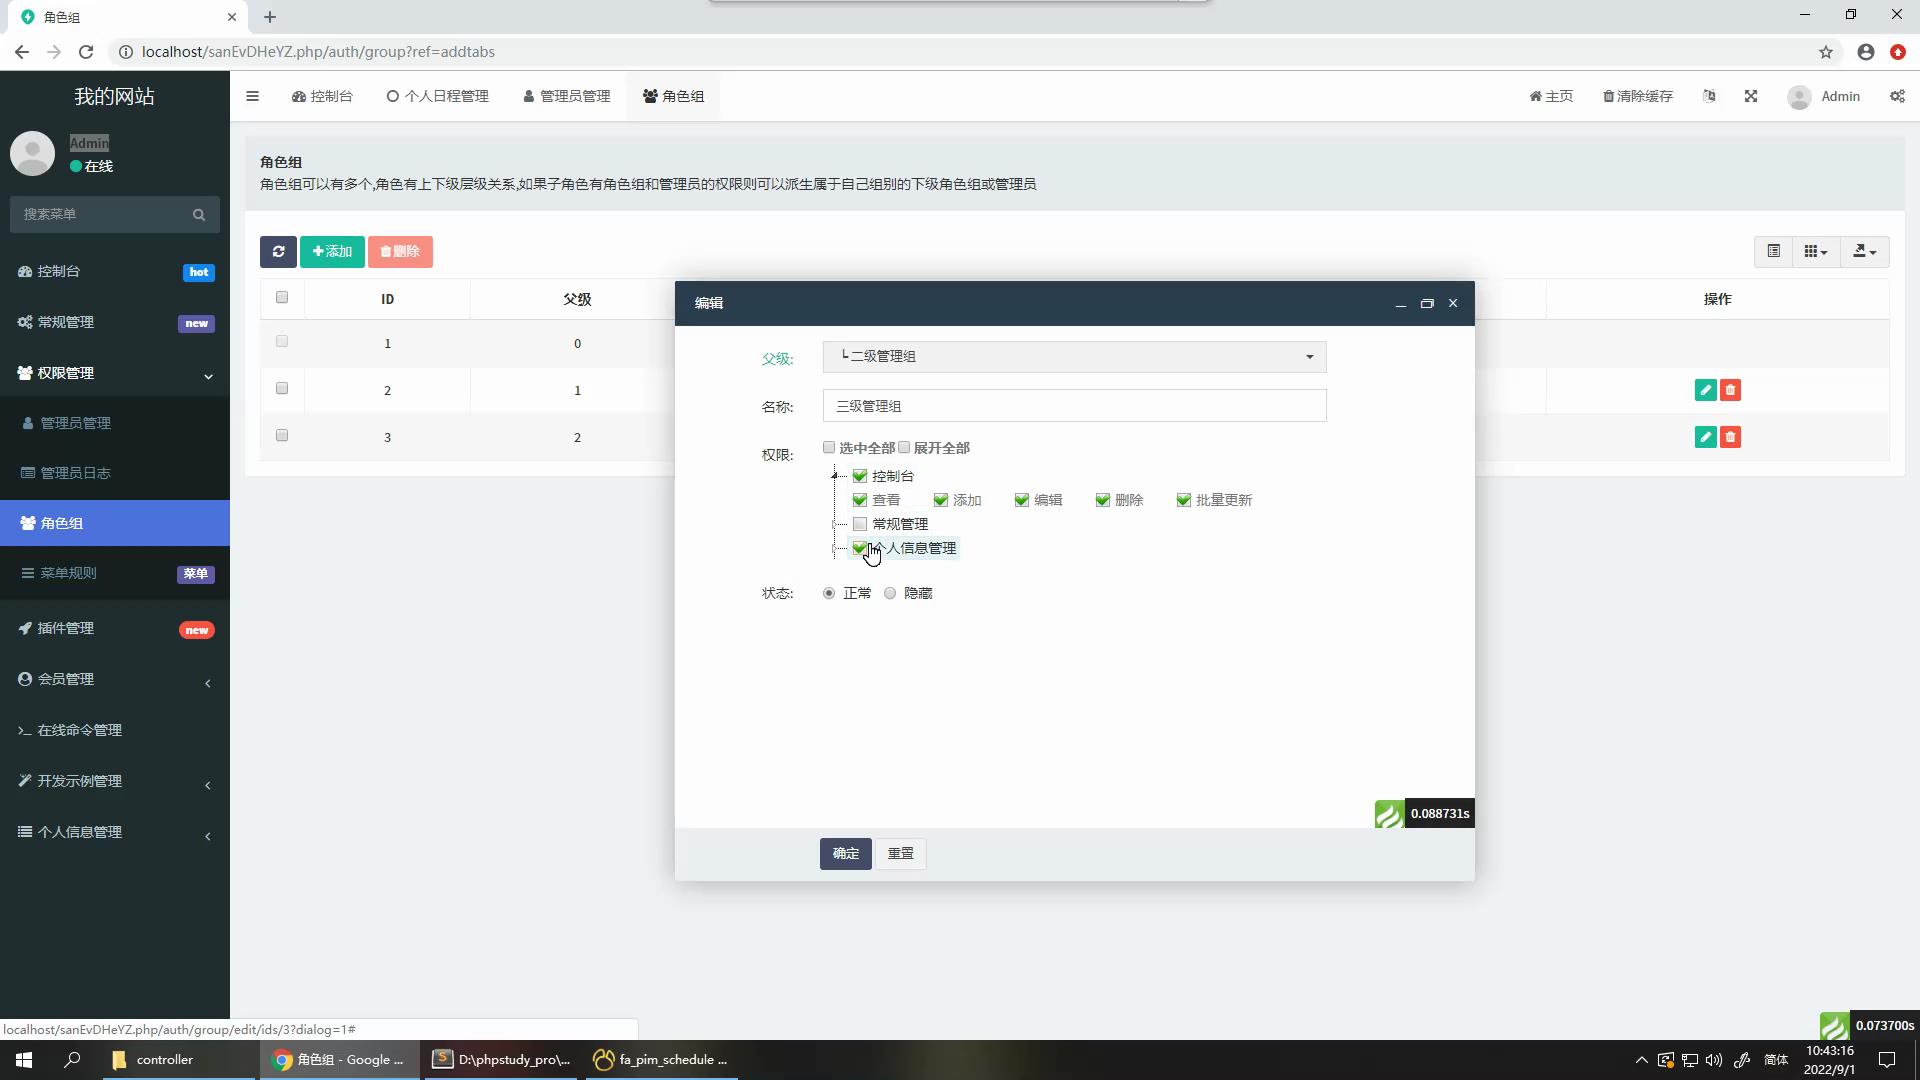 角色组
localhost/sanEvDHeYZ.php/auth/group?ref=addtabs
我的网站
控制台
个人日程管理
管理员管理
角色组
主页
清除缓存
Admin
Admin
在线
搜索菜单
控制台 hot
常规管理 new
权限管理
管理员管理
管理员日志
角色组
菜单规则 菜单
插件管理 new
会员管理
在线命令管理
开发示例管理
个人信息管理
角色组
角色组可以有多个,角色有上下级层级关系,如果子角色有角色组和管理员的权限则可以派生属于自己组别的下级角色组或管理员
添加
删除
ID 父级 操作
1 0
2 1
3 2
编辑
父级: 二级管理组
名称: 三级管理组
权限: 选中全部 展开全部
控制台
查看 添加 编辑 删除 批量更新
常规管理
个人信息管理
状态: 正常 隐藏
0.088731s
确定 重置
localhost/sanEvDHeYZ.php/auth/group/edit/ids/3?dialog=1#
0.073700s
controller
角色组 - Google ...
D:\phpstudy_pro\...
fa_pim_schedule ...
简体
10:43:16
2022/9/1